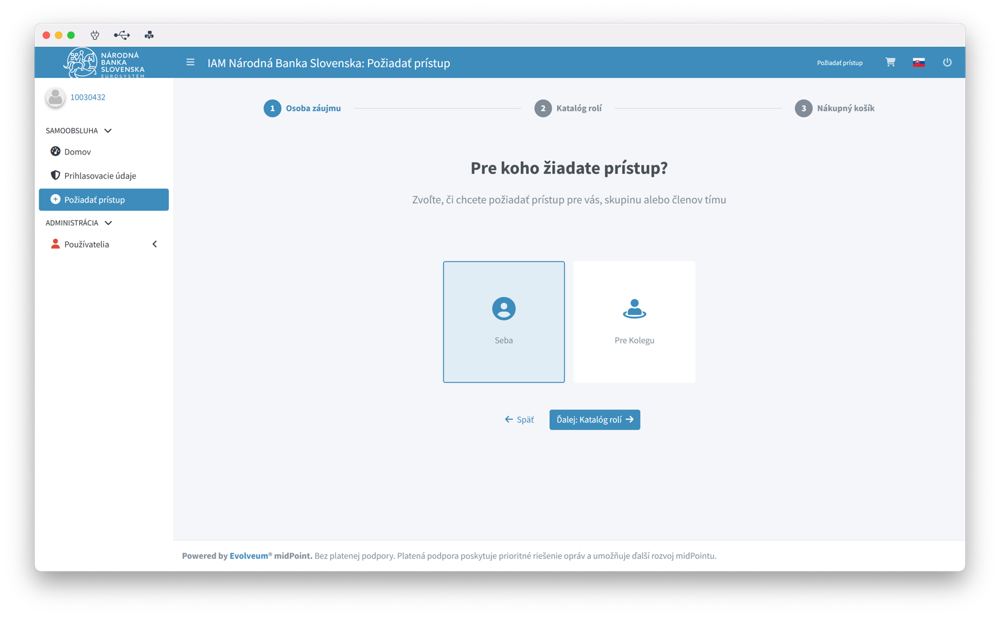 NÁRODNÁ
BANKA
SLOVENSKA
EUROSYSTÉM
IAM Národná Banka Slovenska: Požiadať prístup
Požiadať prístup
10030432
SAMOOBSLUHA
Domov
Prihlasovacie údaje
Požiadať prístup
ADMINISTRÁCIA
Používatelia
1 Osoba záujmu
2 Katalóg rolí
3 Nákupný košík
Pre koho žiadate prístup?
Zvoľte, či chcete požiadať prístup pre vás, skupinu alebo členov tímu
Seba
Pre Kolegu
Späť
Ďalej: Katalóg rolí
Powered by Evolveum® midPoint. Bez platenej podpory. Platená podpora poskytuje prioritné riešenie opráv a umožňuje ďalší rozvoj midPointu.